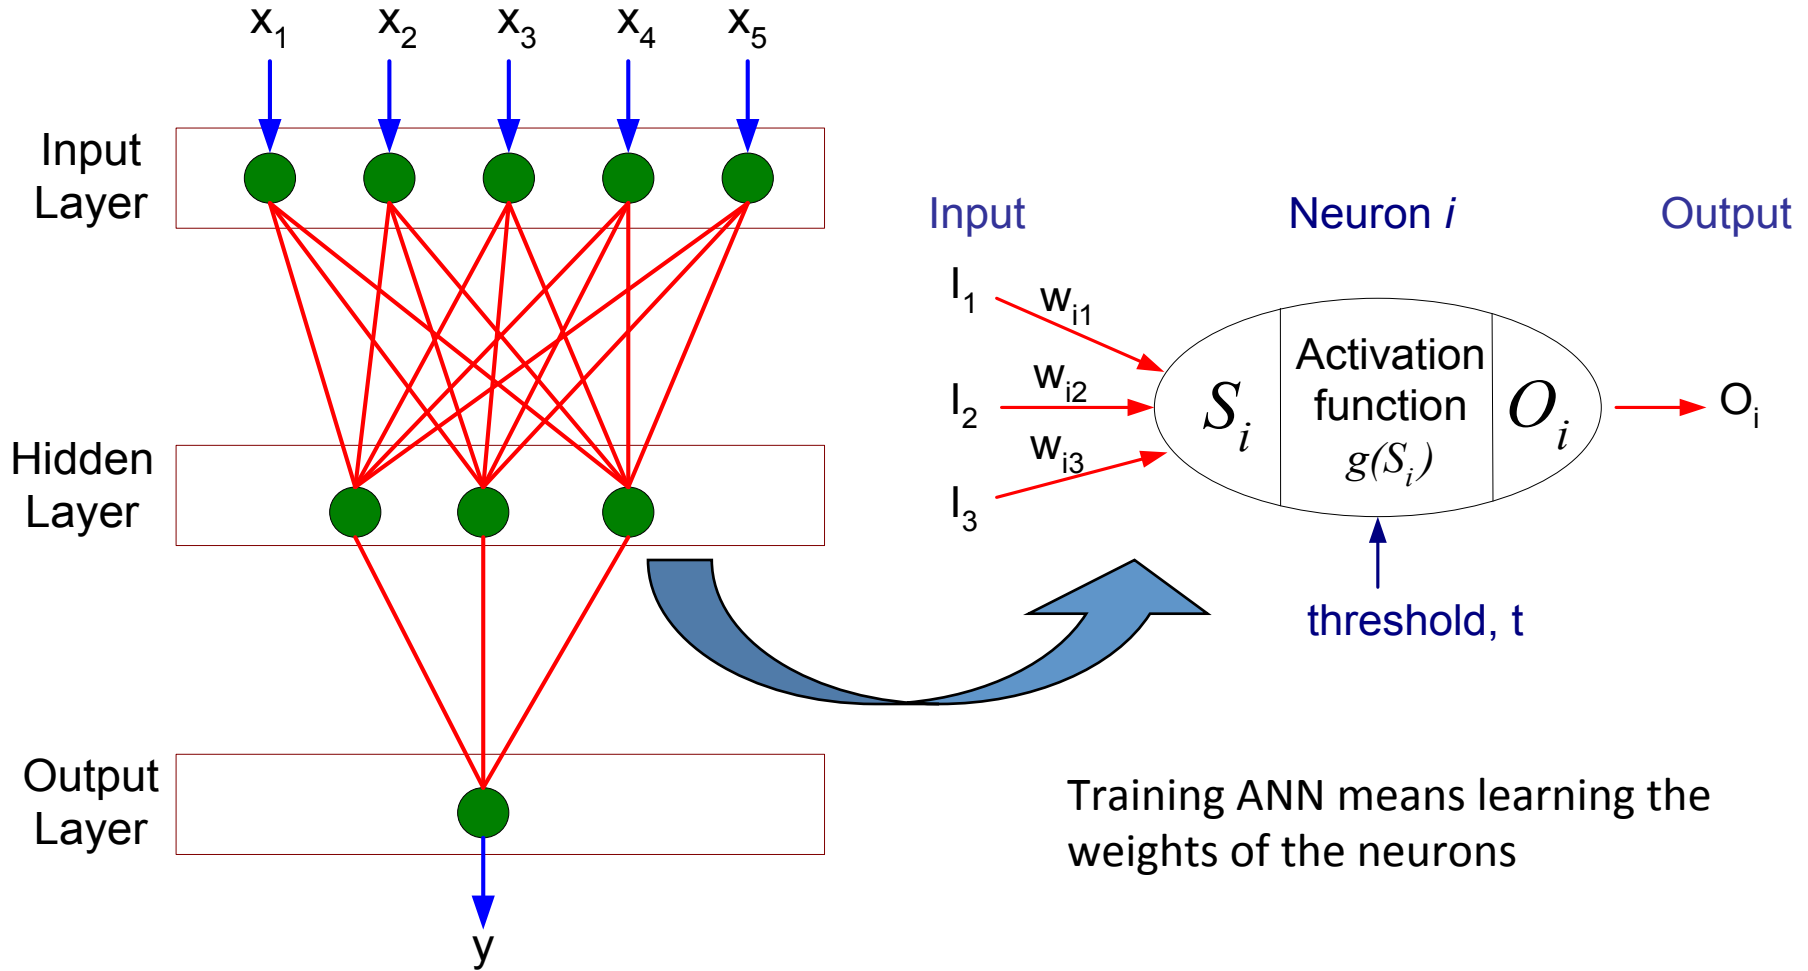 x1 x2 x3 x4 x5
Input
Layer
Hidden
Layer
Output
Layer
y
Input
Neuron i
Output
I1
wi1
I2
wi2
I3
wi3
Si
Activation
function
g(Si)
Oi
Oi
threshold, t
Training ANN means learning the
weights of the neurons